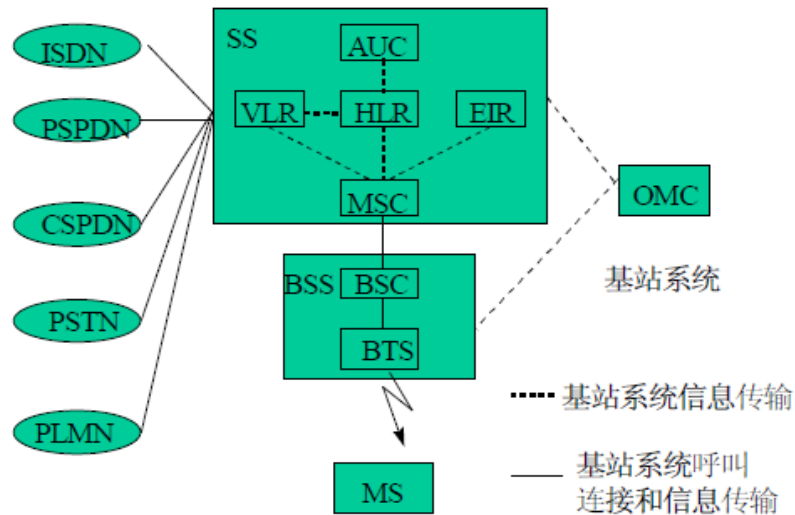 ISDN
PSPDN
CSPDN
PSTN
PLMN
SS
AUC
VLR
HLR
EIR
MSC
BSS
BSC
BTS
MS
OMC
基站系统
基站系统信息传输
基站系统呼叫
连接和信息传输